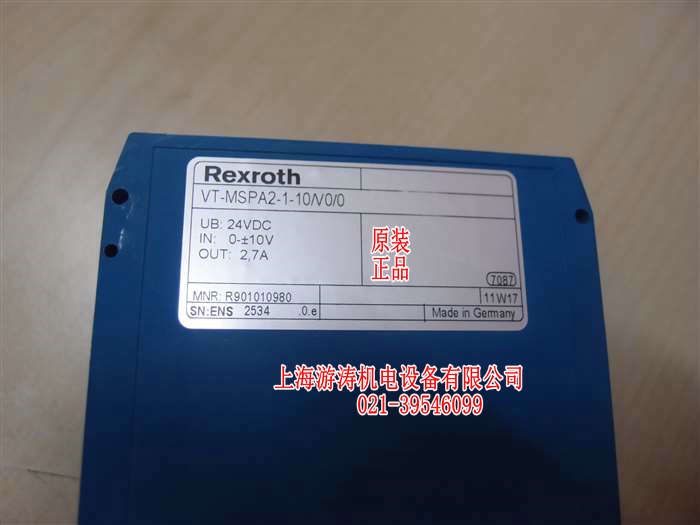 Rexroth
VT-MSPA2-1-10/V0/0
UB: 24VDC
IN: 0-±10V
OUT: 2,7A
原装
正品
7087
MNR: R901010980
11W17
SN:ENS 2534 .0.e
Made in Germany
上海游涛机电设备有限公司
021-39546099